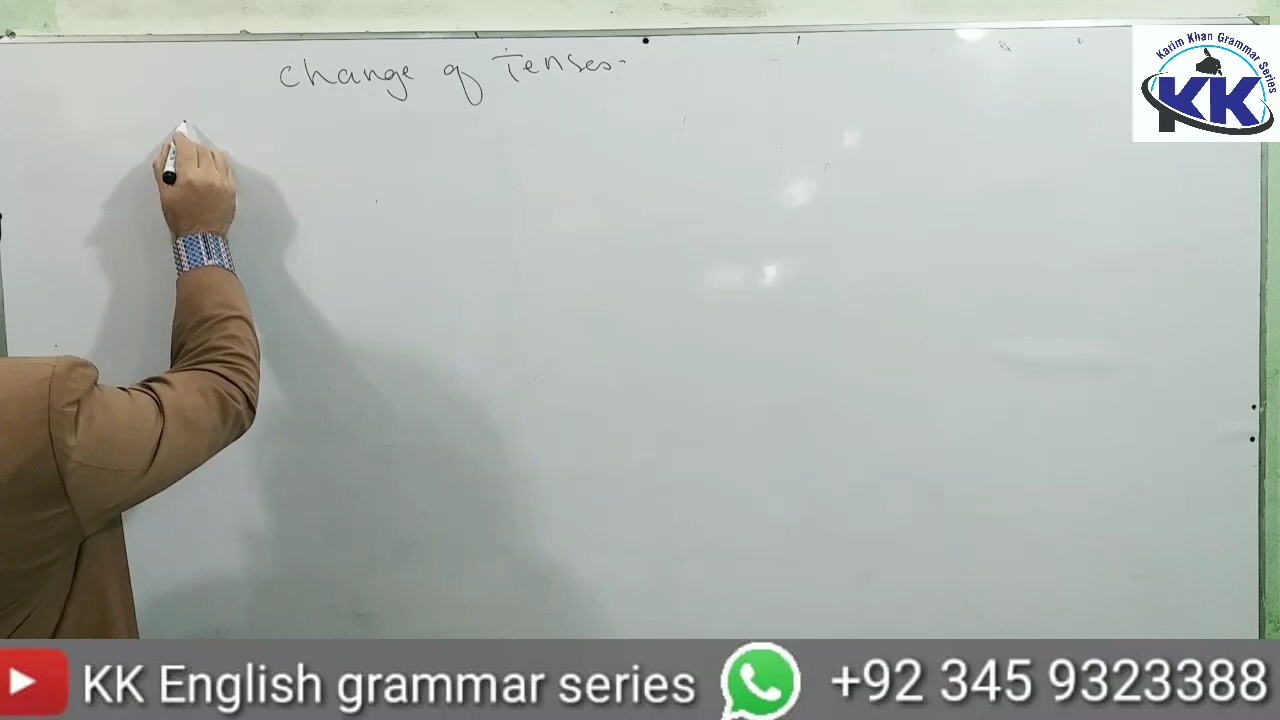 Change of Tenses.
Karim Khan Grammar Series
KK
KK English grammar series
+92 345 9323388